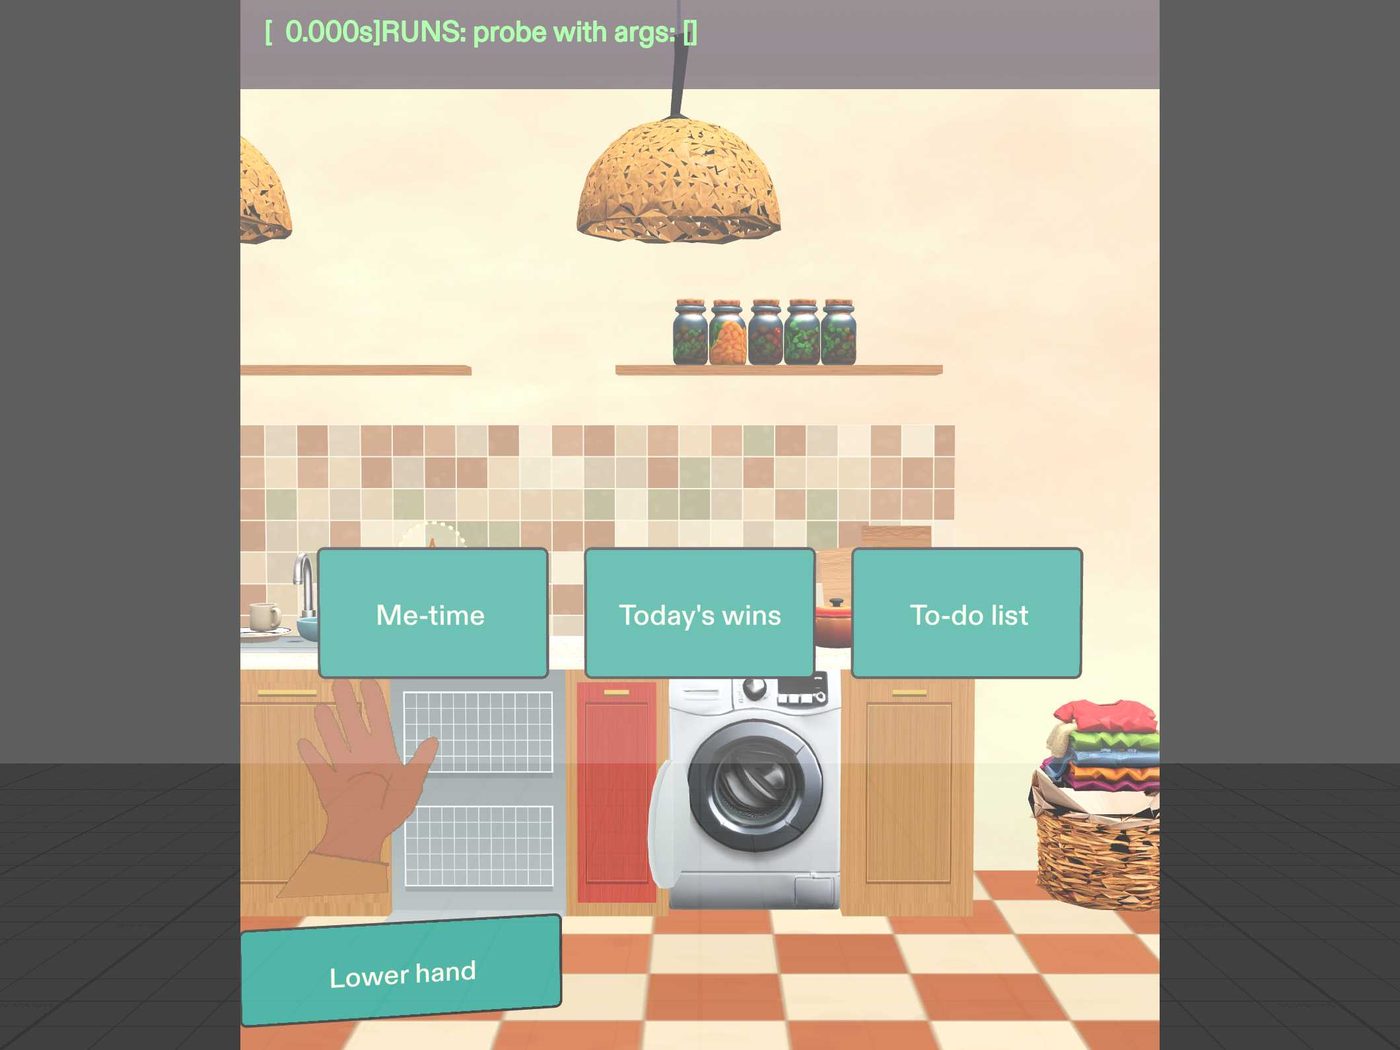 [  0.000s]RUNS: probe with args: []
Me-time
Today's wins
To-do list
Lower hand